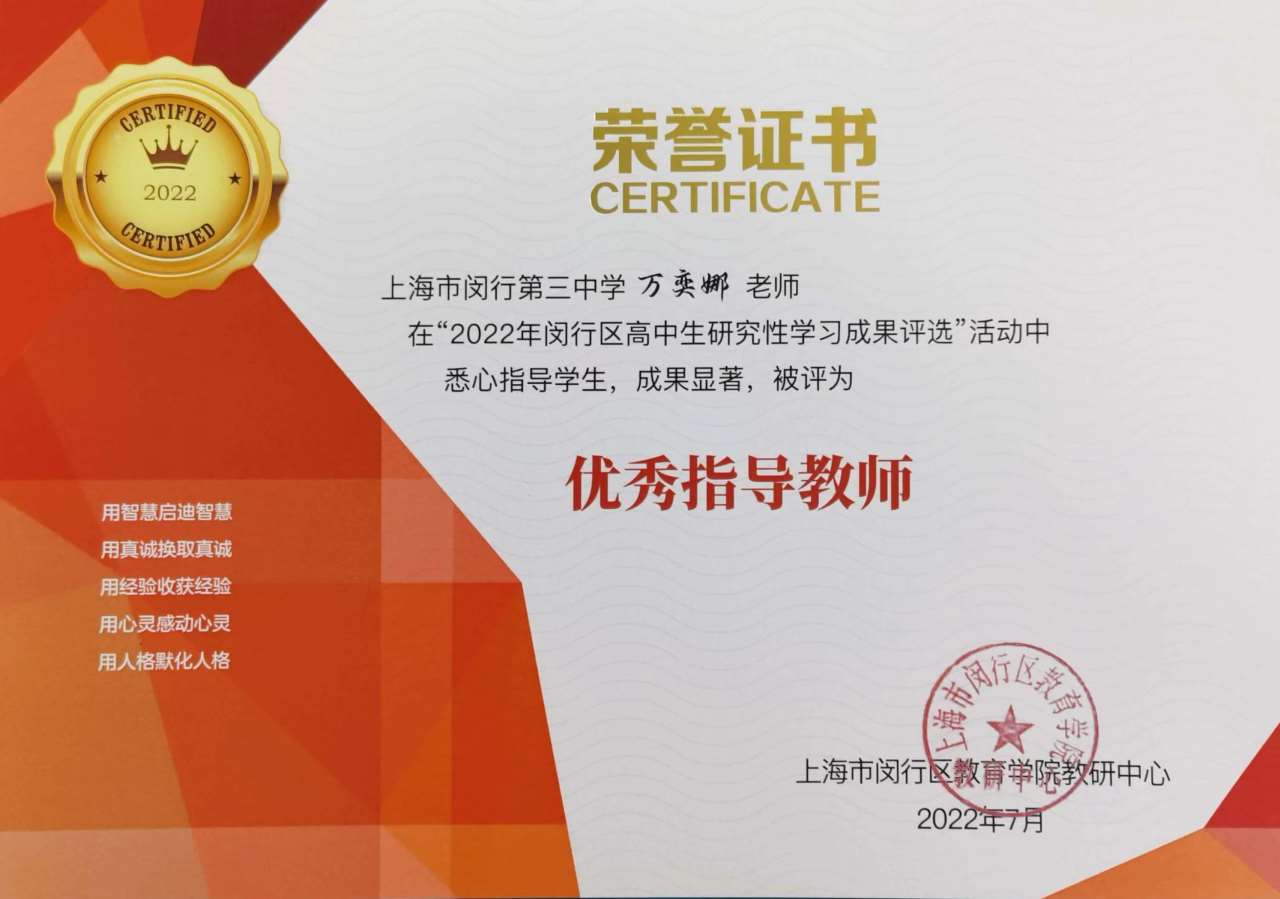 CERTIFIED
2022
CERTIFIED
荣誉证书
CERTIFICATE
上海市闵行第三中学 万奕娜 老师
在“2022年闵行区高中生研究性学习成果评选”活动中
悉心指导学生，成果显著，被评为
优秀指导教师
用智慧启迪智慧
用真诚换取真诚
用经验收获经验
用心灵感动心灵
用人格默化人格
上海市闵行区教育学院
教研中心
上海市闵行区教育学院教研中心
2022年7月